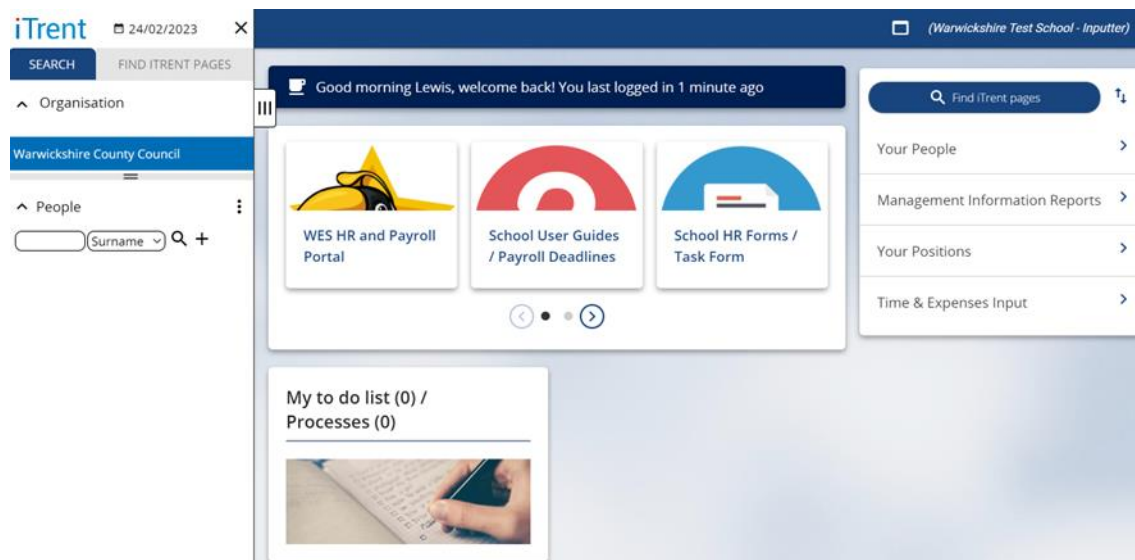 iTrent
24/02/2023
SEARCH
FIND ITRENT PAGES
Organisation
Warwickshire County Council
People
Surname
(Warwickshire Test School - Inputter)
Good morning Lewis, welcome back! You last logged in 1 minute ago
WES HR and Payroll
Portal
School User Guides
/ Payroll Deadlines
School HR Forms /
Task Form
My to do list (0) /
Processes (0)
Find iTrent pages
Your People
Management Information Reports
Your Positions
Time & Expenses Input